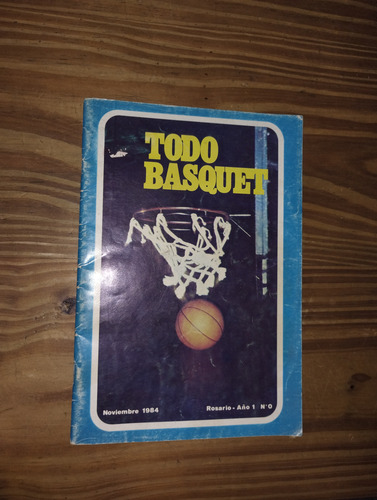 TODO
BASQUET
Noviembre 1984
Rosario - Año 1 N°0